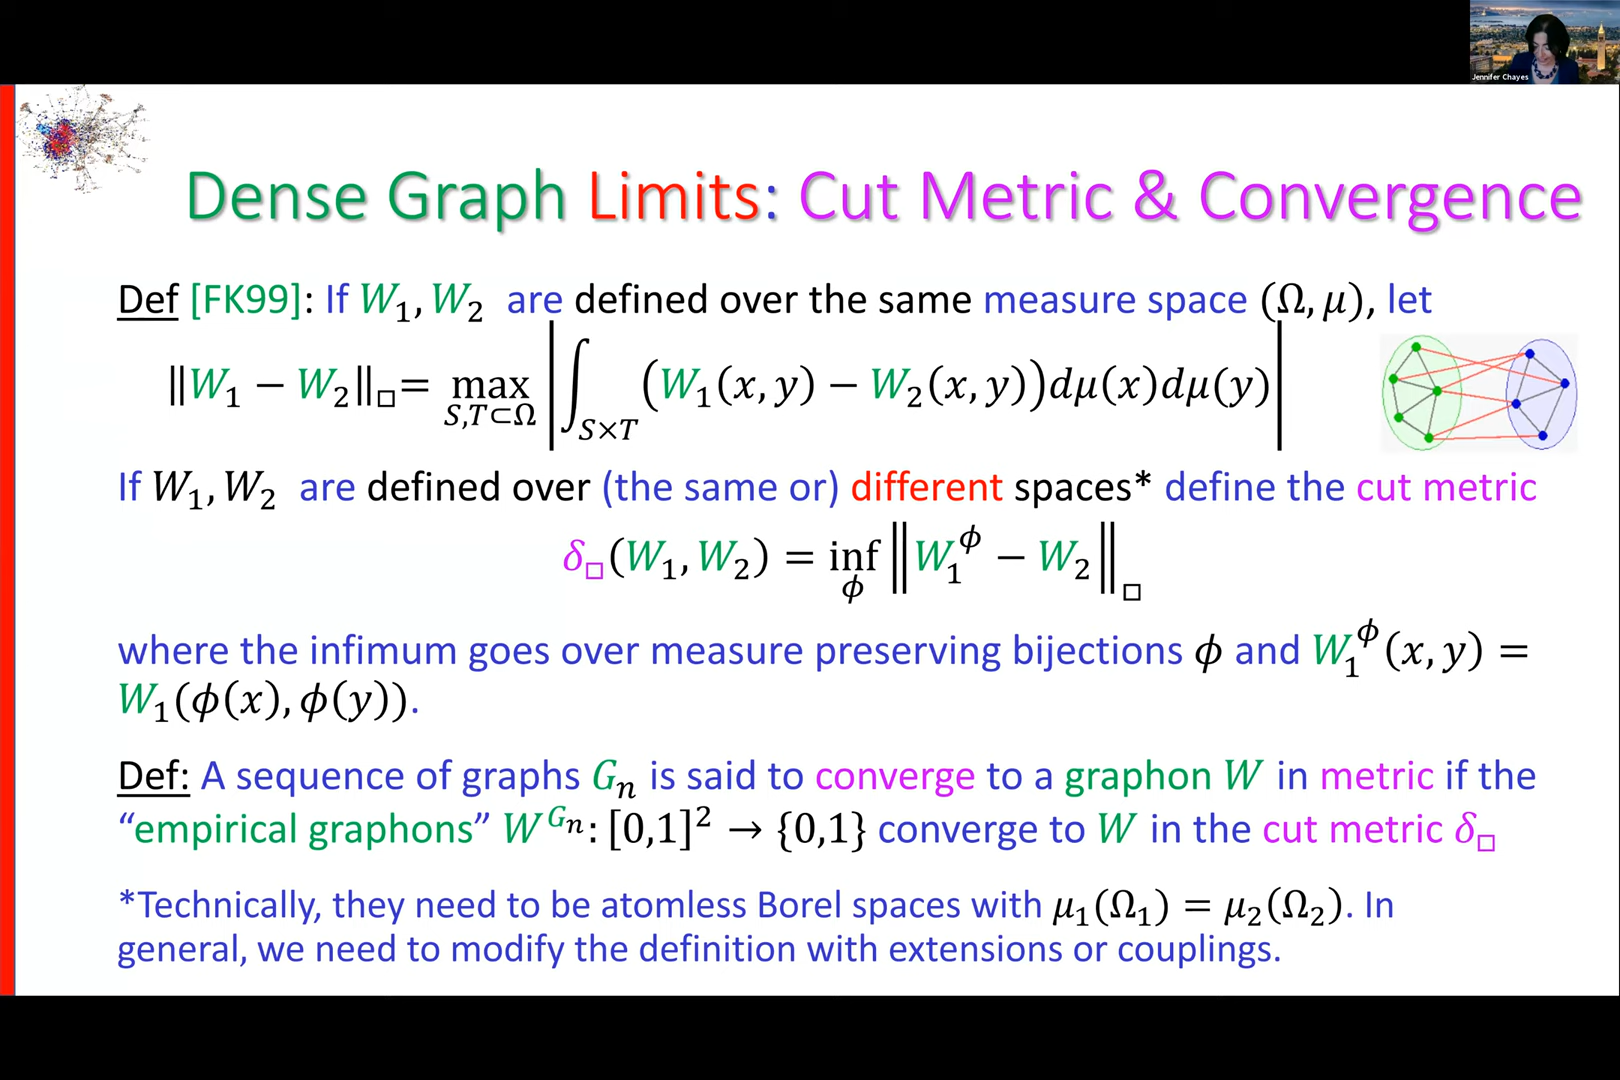 Jennifer Chayes
Dense Graph Limits: Cut Metric & Convergence
Def [FK99]: If W₁, W₂ are defined over the same measure space (Ω, μ), let
‖W₁ − W₂‖□= max S,T⊂Ω |∫S×T (W₁(x, y) − W₂(x, y))dμ(x)dμ(y)|
If W₁, W₂ are defined over (the same or) different spaces* define the cut metric
δ□(W₁, W₂) = inf ϕ ‖W₁^ϕ − W₂‖□
where the infimum goes over measure preserving bijections ϕ and W₁^ϕ(x, y) =
W₁(ϕ(x), ϕ(y)).
Def: A sequence of graphs Gₙ is said to converge to a graphon W in metric if the
“empirical graphons” W^Gₙ: [0,1]² → {0,1} converge to W in the cut metric δ□
*Technically, they need to be atomless Borel spaces with μ₁(Ω₁) = μ₂(Ω₂). In
general, we need to modify the definition with extensions or couplings.